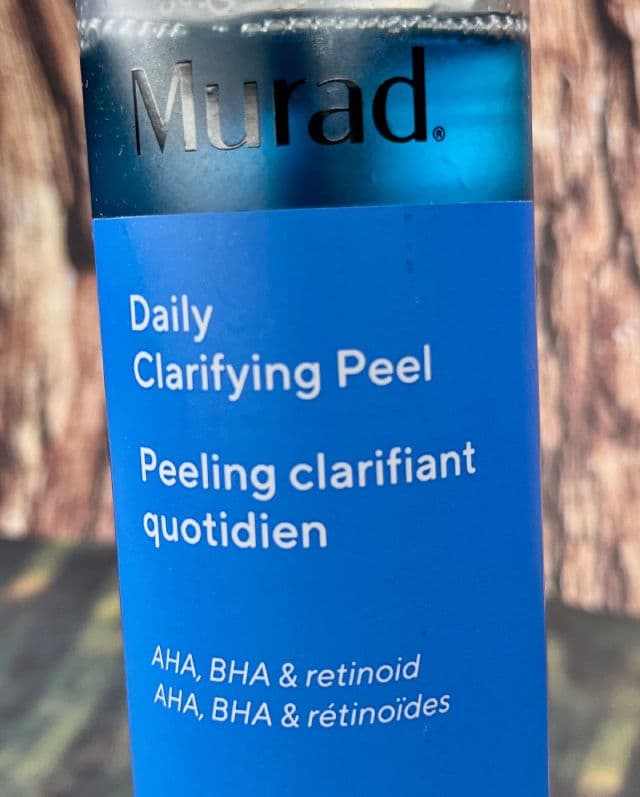 Murad®
Daily
Clarifying Peel
Peeling clarifiant
quotidien
AHA, BHA & retinoid
AHA, BHA & rétinoïdes